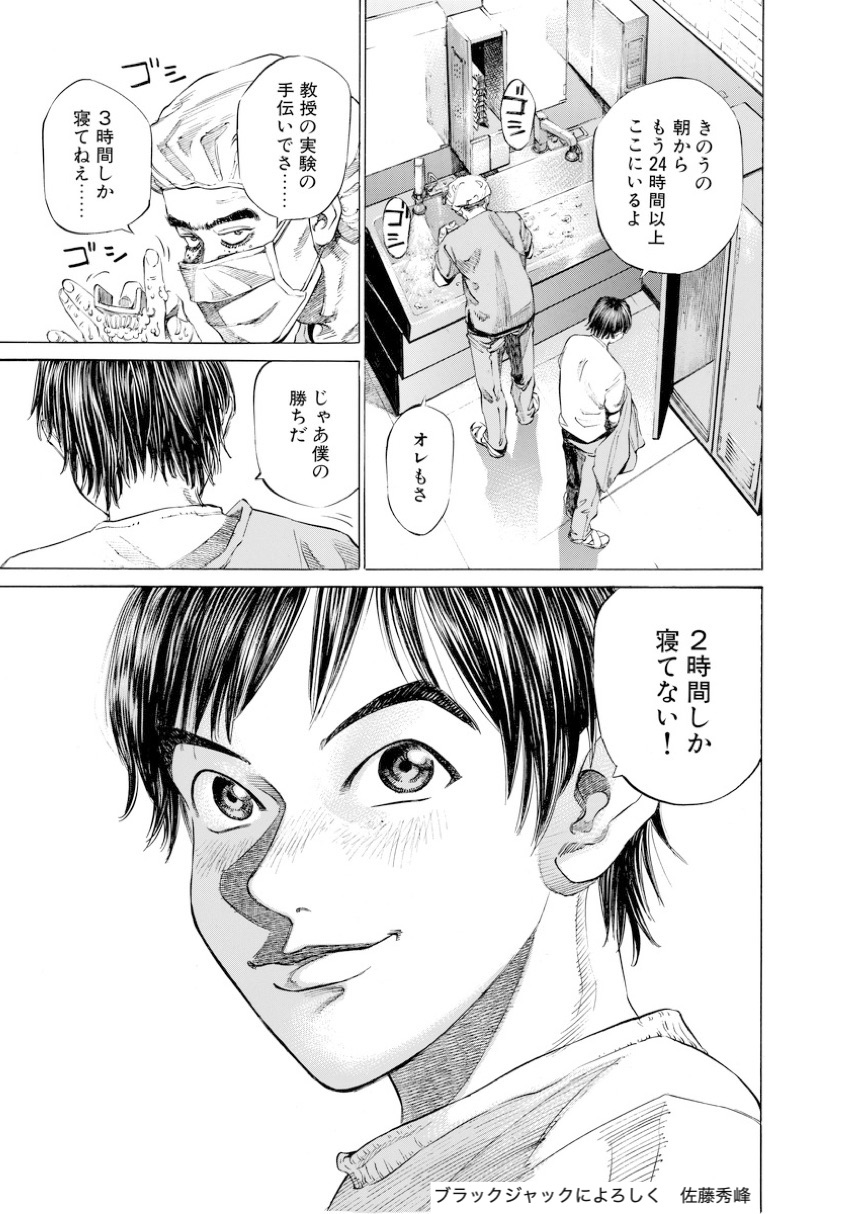 きのうの
朝から
もう24時間以上
ここにいるよ
ゴシ
ゴシ
オレもさ
教授の実験の
手伝いでさ……
3時間しか
寝てねえ……
ゴシ
ゴシ
じゃあ僕の
勝ちだ
2時間しか
寝てない！
ブラックジャックによろしく　佐藤秀峰